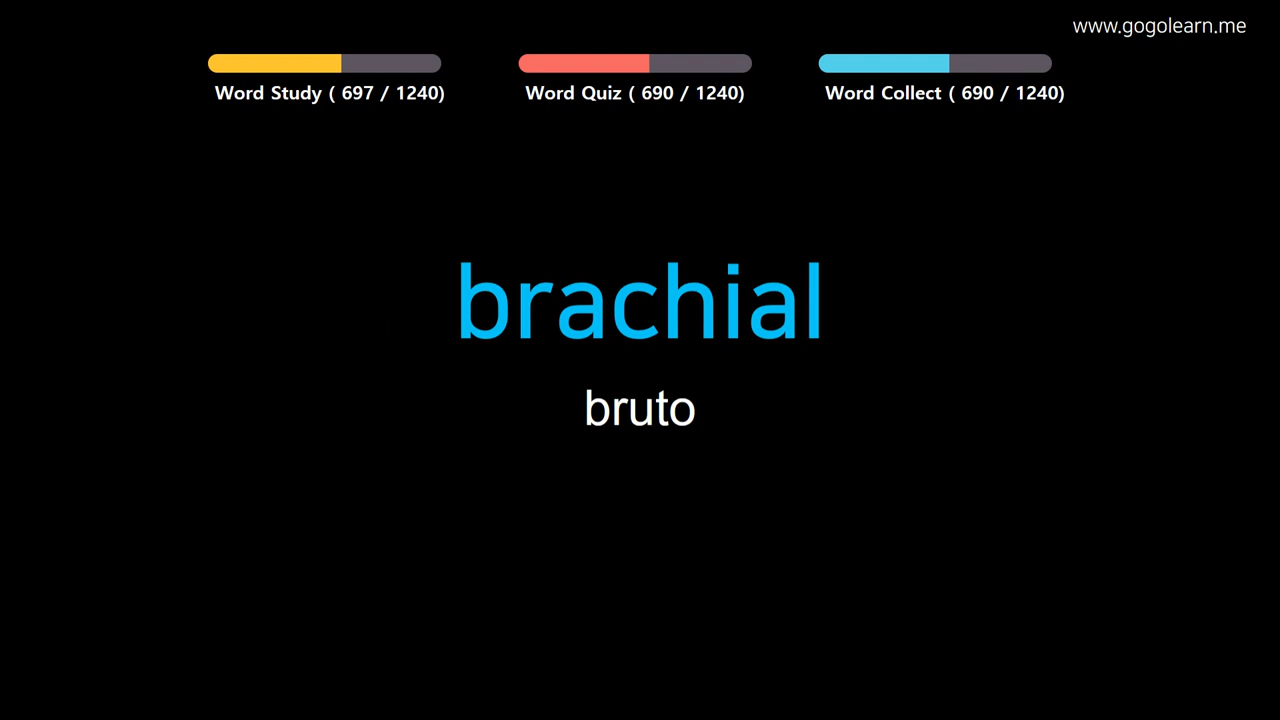 www.gogolearn.me
Word Study ( 697 / 1240)
Word Quiz ( 690 / 1240)
Word Collect ( 690 / 1240)
brachial
bruto